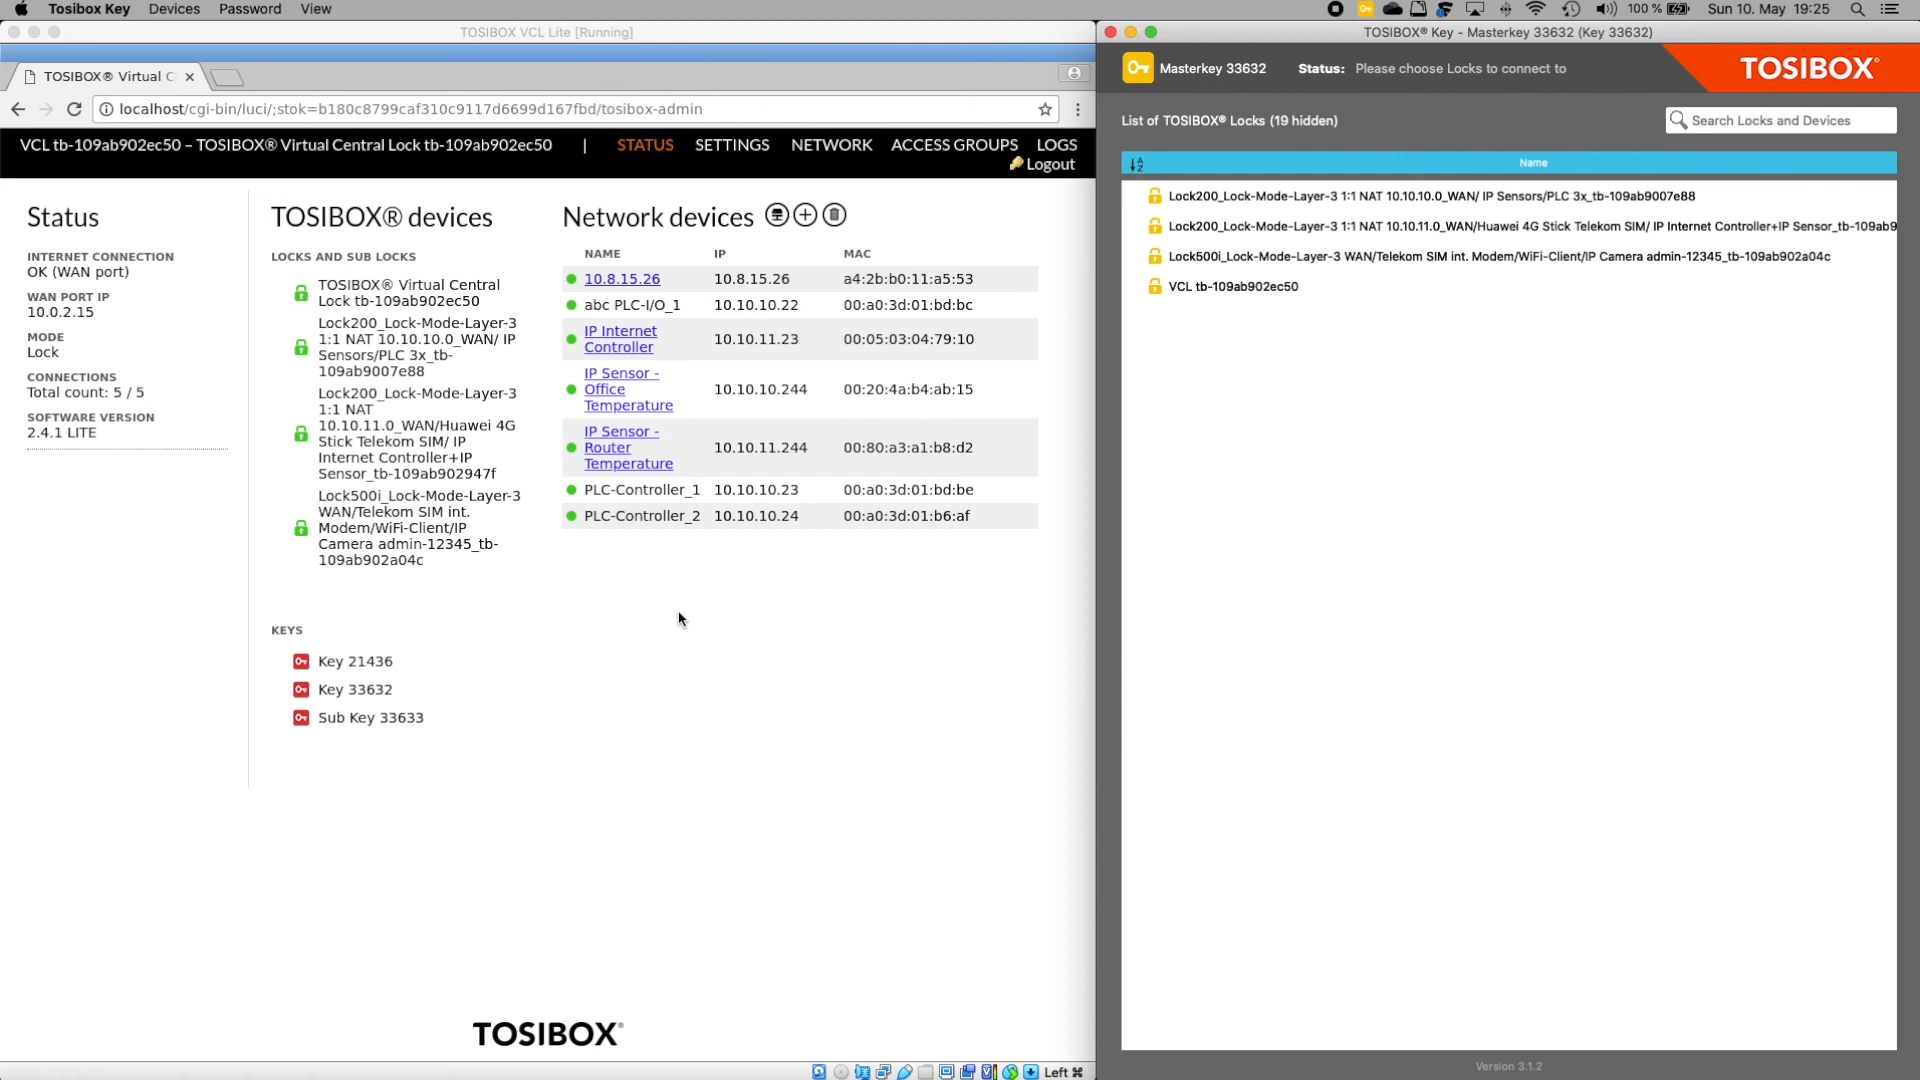 Tosibox Key Devices Password View
100 % Sun 10. May 19:25
TOSIBOX VCL Lite [Running]
TOSIBOX® Virtual C
localhost/cgi-bin/luci/;stok=b180c8799caf310c9117d6699d167fbd/tosibox-admin
VCL tb-109ab902ec50 – TOSIBOX® Virtual Central Lock tb-109ab902ec50 | STATUS SETTINGS NETWORK ACCESS GROUPS LOGS
Logout
Status
INTERNET CONNECTION
OK (WAN port)
WAN PORT IP
10.0.2.15
MODE
Lock
CONNECTIONS
Total count: 5 / 5
SOFTWARE VERSION
2.4.1 LITE
TOSIBOX® devices
LOCKS AND SUB LOCKS
TOSIBOX® Virtual Central
Lock tb-109ab902ec50
Lock200_Lock-Mode-Layer-3
1:1 NAT 10.10.10.0_WAN/ IP
Sensors/PLC 3x_tb-
109ab9007e88
Lock200_Lock-Mode-Layer-3
1:1 NAT
10.10.11.0_WAN/Huawei 4G
Stick Telekom SIM/ IP
Internet Controller+IP
Sensor_tb-109ab902947f
Lock500i_Lock-Mode-Layer-3
WAN/Telekom SIM int.
Modem/WiFi-Client/IP
Camera admin-12345_tb-
109ab902a04c
KEYS
Key 21436
Key 33632
Sub Key 33633
Network devices
NAME IP MAC
10.8.15.26 10.8.15.26 a4:2b:b0:11:a5:53
abc PLC-I/O_1 10.10.10.22 00:a0:3d:01:bd:bc
IP Internet
Controller 10.10.11.23 00:05:03:04:79:10
IP Sensor -
Office
Temperature 10.10.10.244 00:20:4a:b4:ab:15
IP Sensor -
Router
Temperature 10.10.11.244 00:80:a3:a1:b8:d2
PLC-Controller_1 10.10.10.23 00:a0:3d:01:bd:be
PLC-Controller_2 10.10.10.24 00:a0:3d:01:b6:af
TOSIBOX®
Left ⌘
TOSIBOX® Key - Masterkey 33632 (Key 33632)
Masterkey 33632 Status: Please choose Locks to connect to
TOSIBOX®
List of TOSIBOX® Locks (19 hidden)
Search Locks and Devices
Name
Lock200_Lock-Mode-Layer-3 1:1 NAT 10.10.10.0_WAN/ IP Sensors/PLC 3x_tb-109ab9007e88
Lock200_Lock-Mode-Layer-3 1:1 NAT 10.10.11.0_WAN/Huawei 4G Stick Telekom SIM/ IP Internet Controller+IP Sensor_tb-109ab9
Lock500i_Lock-Mode-Layer-3 WAN/Telekom SIM int. Modem/WiFi-Client/IP Camera admin-12345_tb-109ab902a04c
VCL tb-109ab902ec50
Version 3.1.2